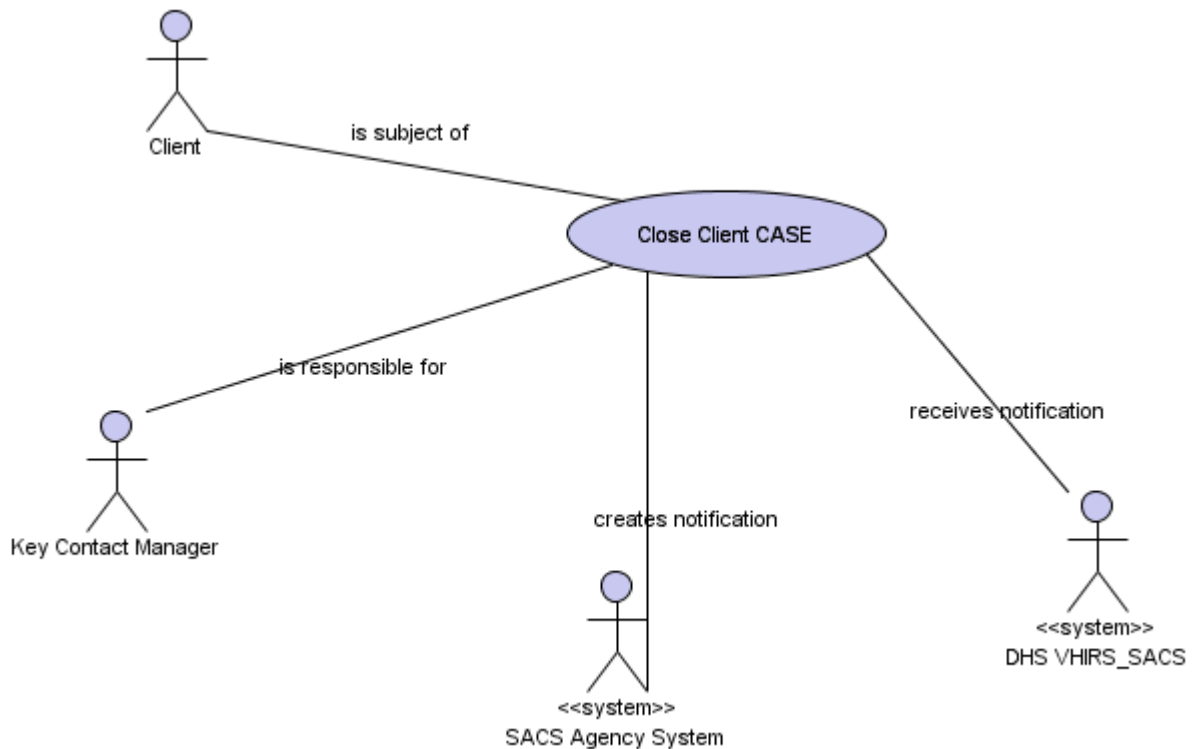 is subject of
Client
Close Client CASE
is responsible for
receives notification
creates notification
Key Contact Manager
<<system>>
DHS VHIRS_SACS
<<system>>
SACS Agency System